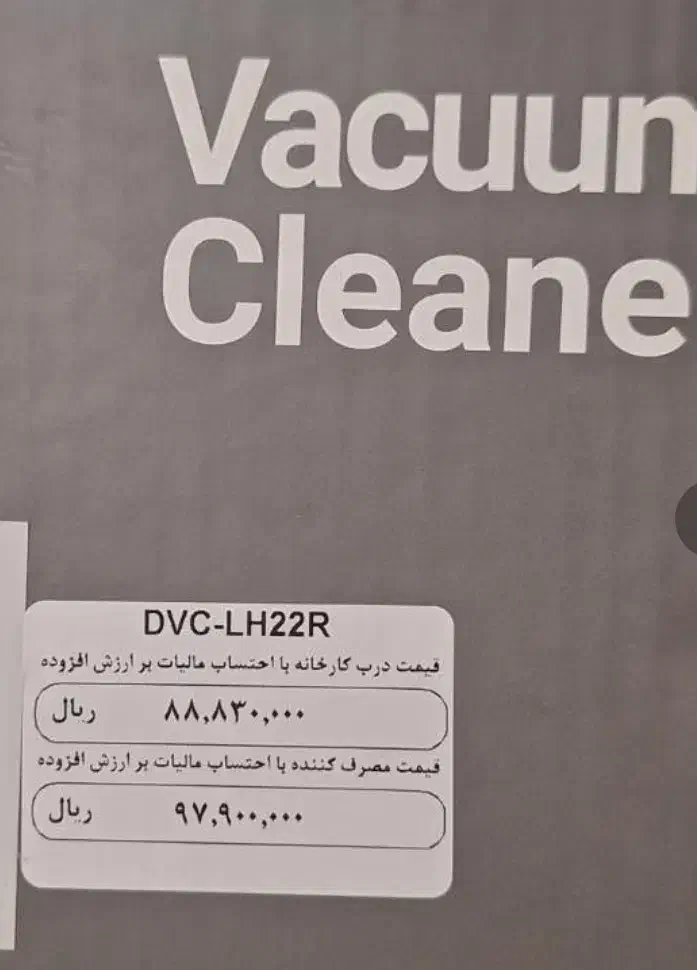 Vacuum
Cleane
DVC-LH22R
قیمت درب کارخانه با احتساب مالیات بر ارزش افزوده
۸۸,۸۳۰,۰۰۰ ریال
قیمت مصرف کننده با احتساب مالیات بر ارزش افزوده
۹۷,۹۰۰,۰۰۰ ریال